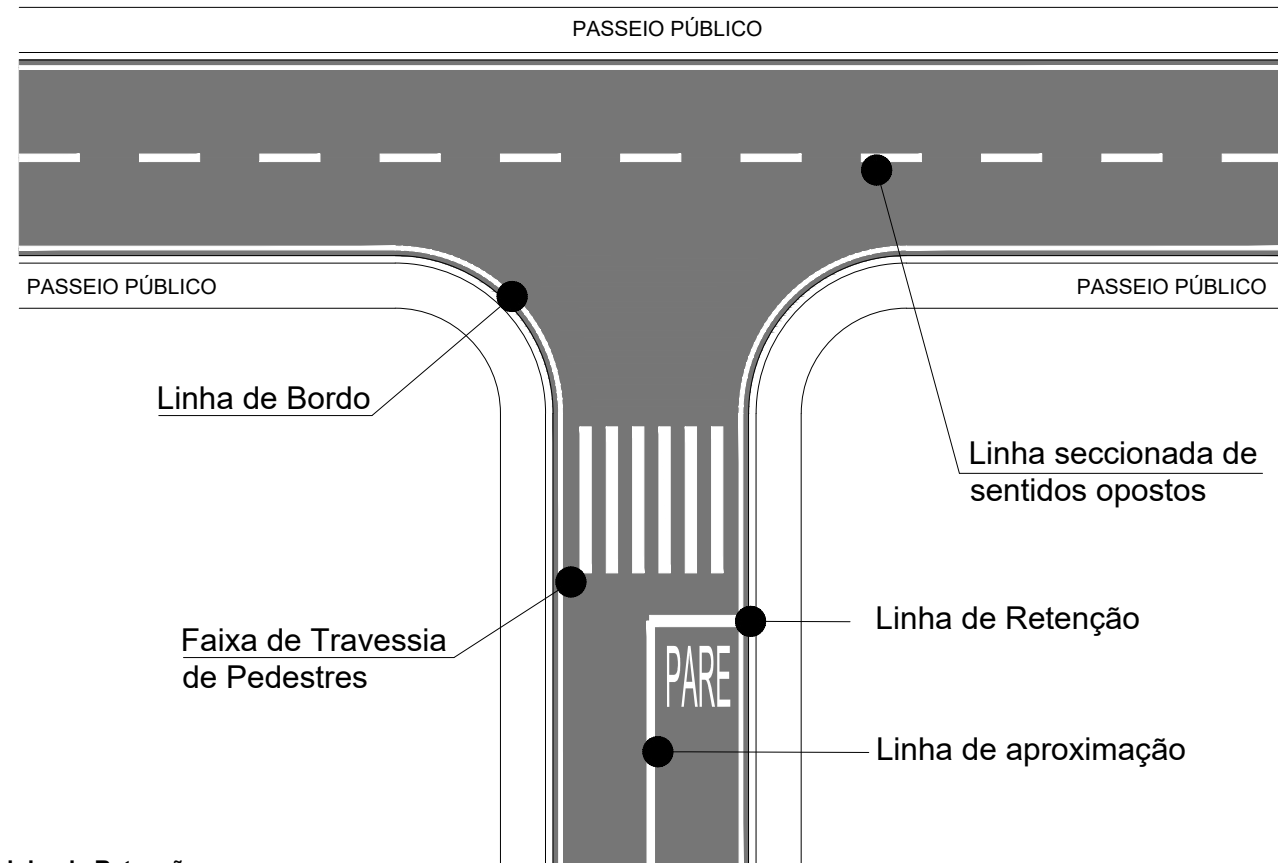 PASSEIO PÚBLICO
PASSEIO PÚBLICO
PASSEIO PÚBLICO
Linha de Bordo
Linha seccionada de
sentidos opostos
Faixa de Travessia
de Pedestres
Linha de Retenção
PARE
Linha de aproximação